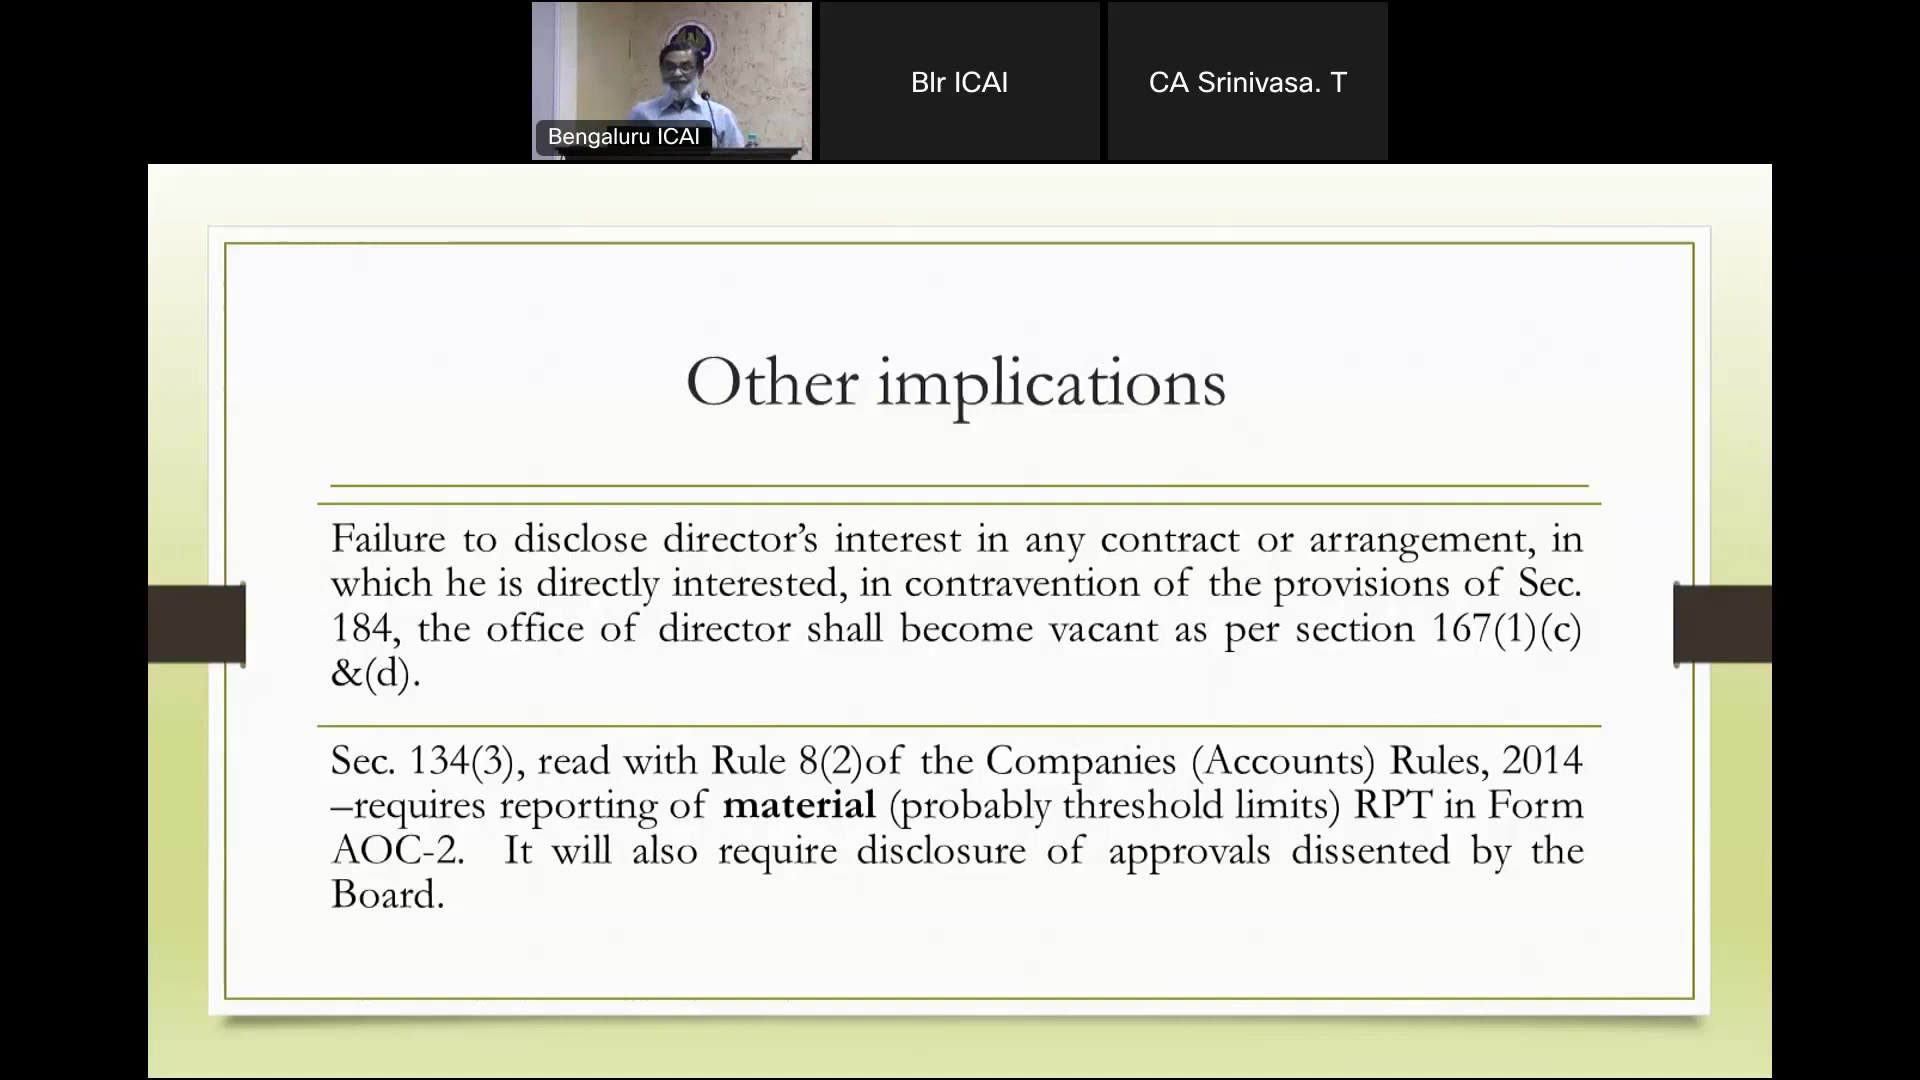 Bengaluru ICAI
Blr ICAI
CA Srinivasa. T
Other implications
Failure to disclose director’s interest in any contract or arrangement, in
which he is directly interested, in contravention of the provisions of Sec.
184, the office of director shall become vacant as per section 167(1)(c)
&(d).
Sec. 134(3), read with Rule 8(2)of the Companies (Accounts) Rules, 2014
–requires reporting of material (probably threshold limits) RPT in Form
AOC-2. It will also require disclosure of approvals dissented by the
Board.